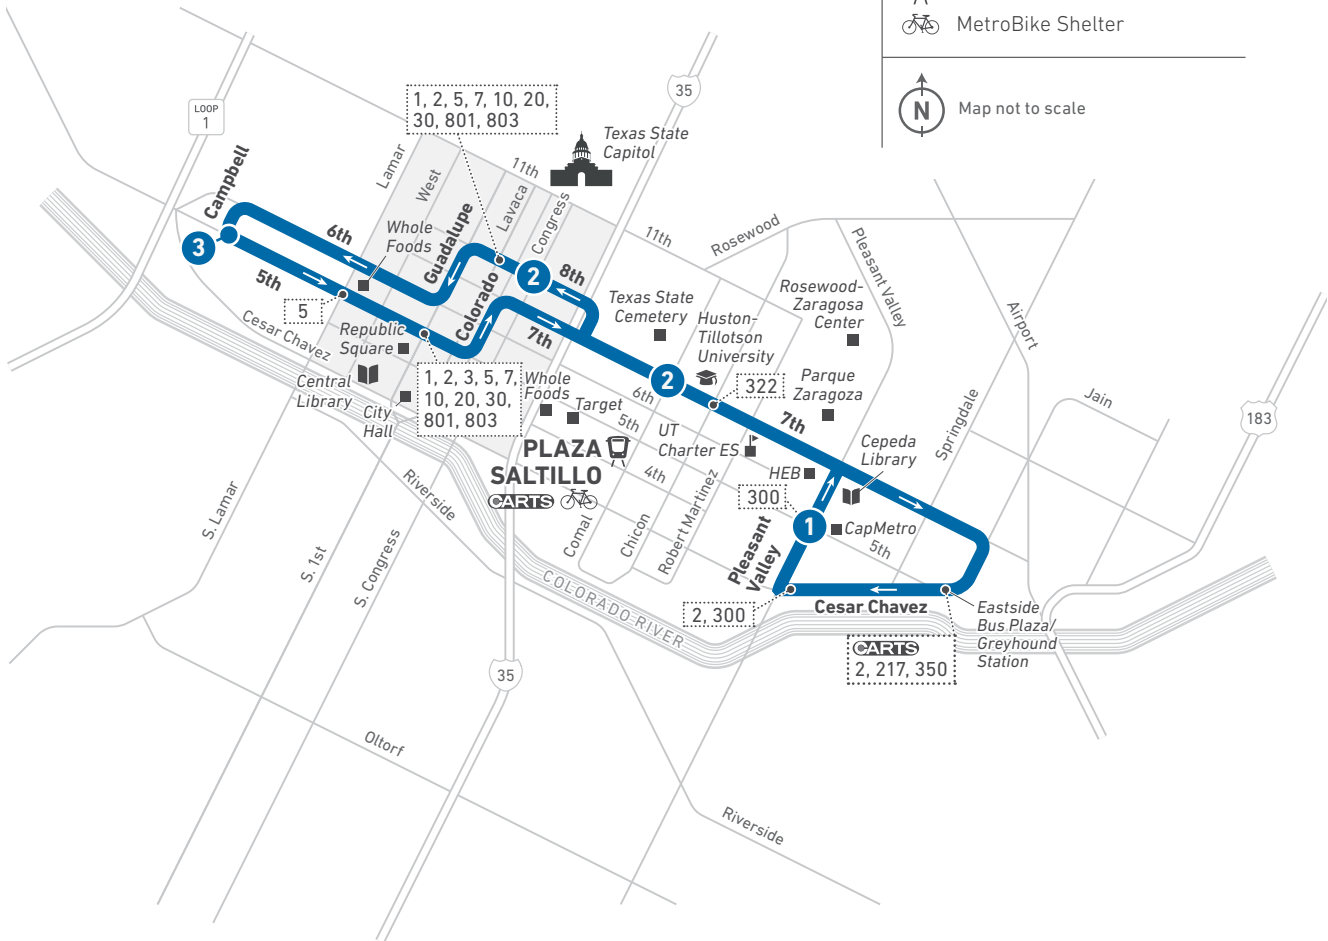 MetroBike Shelter
N
Map not to scale
LOOP
1
35
1, 2, 5, 7, 10, 20,
30, 801, 803
Texas State
Capitol
11th
Lamar
West
Lavaca
Congress
Campbell
Guadalupe
Whole
Foods
6th
3
5th
5
2
8th
Colorado
7th
11th
Rosewood
Pleasant Valley
Airport
Rosewood-
Zaragosa
Center
Texas State
Cemetery
Huston-
Tillotson
University
Cesar Chavez
Republic
Square
Central
Library
City
Hall
1, 2, 3, 5, 7,
10, 20, 30,
801, 803
Whole
Foods
Target
2
6th
5th
4th
322
7th
Parque
Zaragoza
Springdale
Jain
183
UT
Charter ES
Cepeda
Library
HEB
PLAZA
SALTILLO
CARTS
300
1
CapMetro
5th
Riverside
S. Lamar
S. 1st
S. Congress
Comal
Chicon
Robert Martinez
Pleasant
Valley
COLORADO RIVER
2, 300
Cesar Chavez
Eastside
Bus Plaza/
Greyhound
Station
CARTS
2, 217, 350
35
Oltorf
Riverside